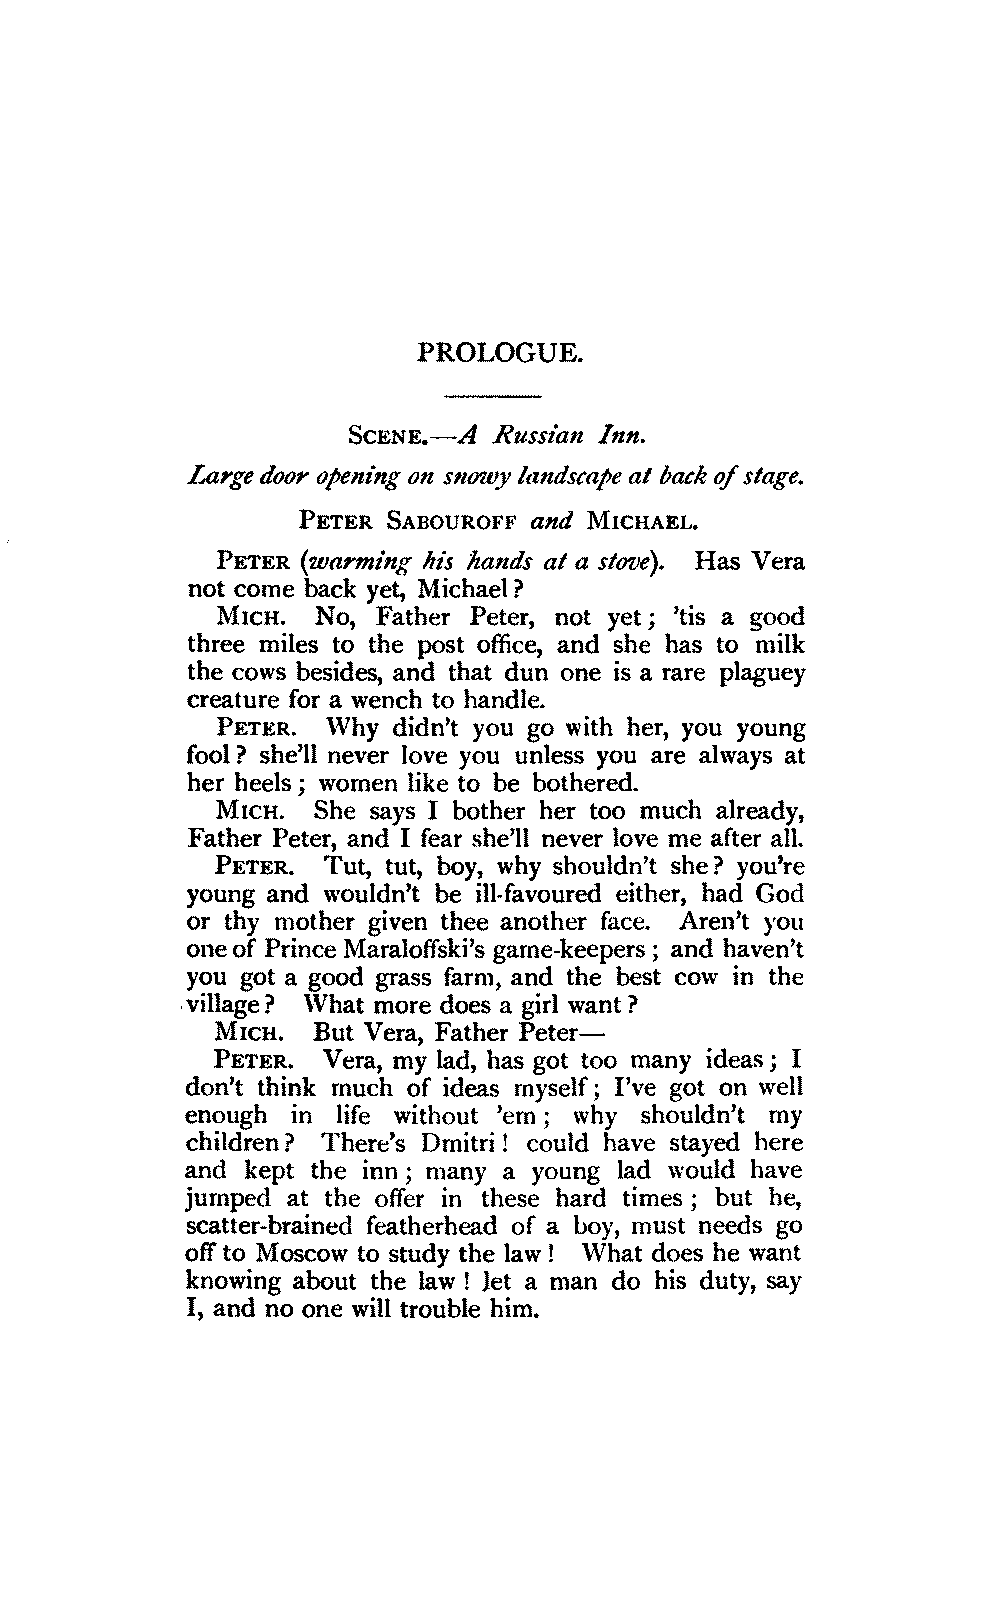 PROLOGUE.
SCENE.—A Russian Inn.
Large door opening on snowy landscape at back of stage.
PETER SABOUROFF and MICHAEL.
PETER (warming his hands at a stove). Has Vera
not come back yet, Michael?
MICH. No, Father Peter, not yet; 'tis a good
three miles to the post office, and she has to milk
the cows besides, and that dun one is a rare plaguey
creature for a wench to handle.
PETER. Why didn't you go with her, you young
fool? she'll never love you unless you are always at
her heels; women like to be bothered.
MICH. She says I bother her too much already,
Father Peter, and I fear she'll never love me after all.
PETER. Tut, tut, boy, why shouldn't she? you're
young and wouldn't be ill-favoured either, had God
or thy mother given thee another face. Aren't you
one of Prince Maraloffski's game-keepers; and haven't
you got a good grass farm, and the best cow in the
village? What more does a girl want?
MICH. But Vera, Father Peter—
PETER. Vera, my lad, has got too many ideas; I
don't think much of ideas myself; I've got on well
enough in life without 'em; why shouldn't my
children? There's Dmitri! could have stayed here
and kept the inn; many a young lad would have
jumped at the offer in these hard times; but he,
scatter-brained featherhead of a boy, must needs go
off to Moscow to study the law! What does he want
knowing about the law! let a man do his duty, say
I, and no one will trouble him.